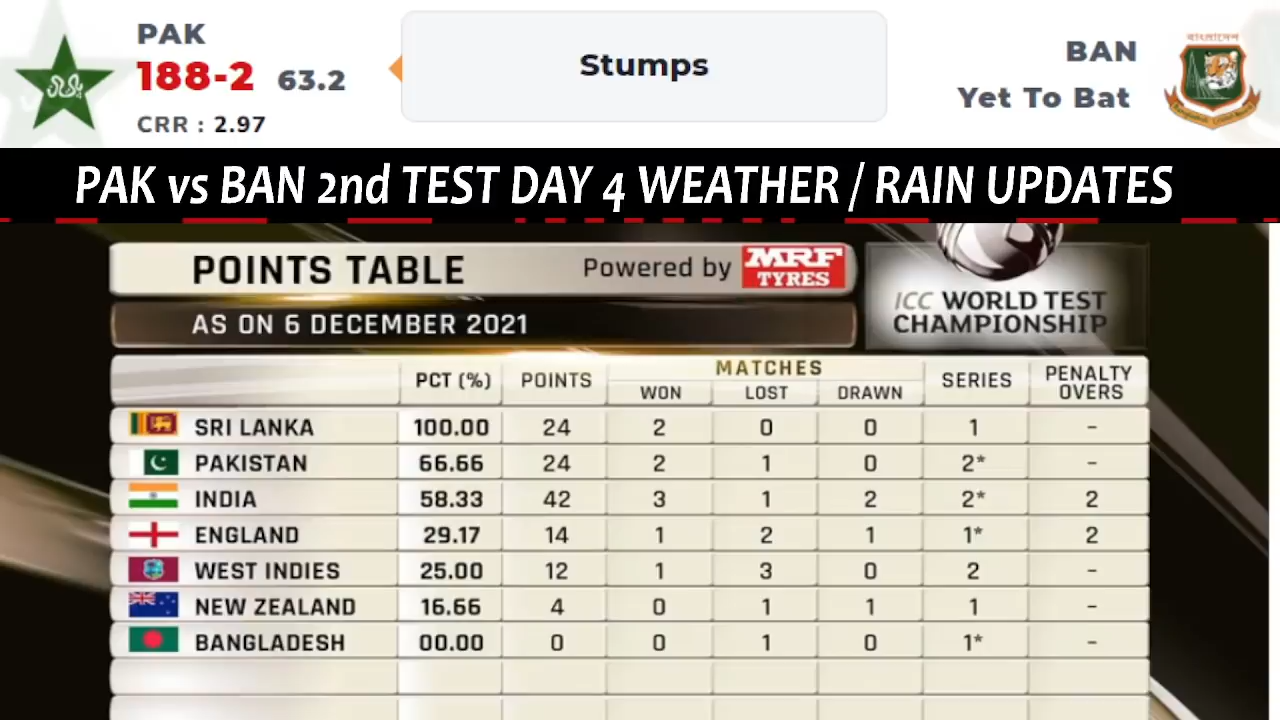 PAK
188-2 63.2
CRR : 2.97
Stumps
BAN
Yet To Bat
বাংলাদেশ
PAK vs BAN 2nd TEST DAY 4 WEATHER / RAIN UPDATES
POINTS TABLE Powered by MRF TYRES
AS ON 6 DECEMBER 2021
ICC WORLD TEST
CHAMPIONSHIP
MATCHES
PCT (%) POINTS WON LOST DRAWN SERIES PENALTY OVERS
SRI LANKA 100.00 24 2 0 0 1 -
PAKISTAN 66.66 24 2 1 0 2* -
INDIA 58.33 42 3 1 2 2* 2
ENGLAND 29.17 14 1 2 1 1* 2
WEST INDIES 25.00 12 1 3 0 2 -
NEW ZEALAND 16.66 4 0 1 1 1 -
BANGLADESH 00.00 0 0 1 0 1* -